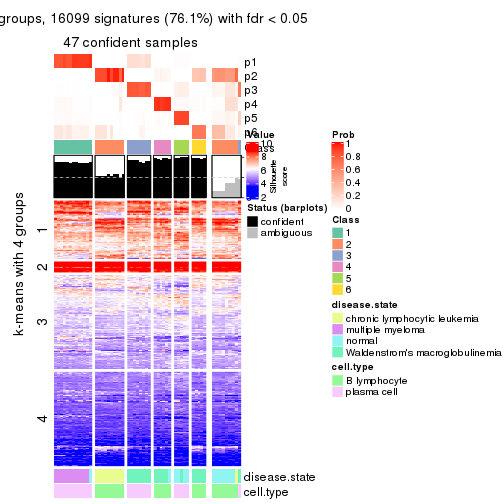 groups, 16099 signatures (76.1%) with fdr < 0.05
47 confident samples
p1
p2
p3
p4
p5
Value
10
8
6
4
2
Silhouette
score
Prob
1
0.8
0.6
0.4
0.2
0
Status (barplots)
confident
ambiguous
Class
1
2
3
4
5
6
disease.state
chronic lymphocytic leukemia
multiple myeloma
normal
Waldenstrom's macroglobulinemia
cell.type
B lymphocyte
plasma cell
k-means with 4 groups
1
2
3
4
disease.state
cell.type